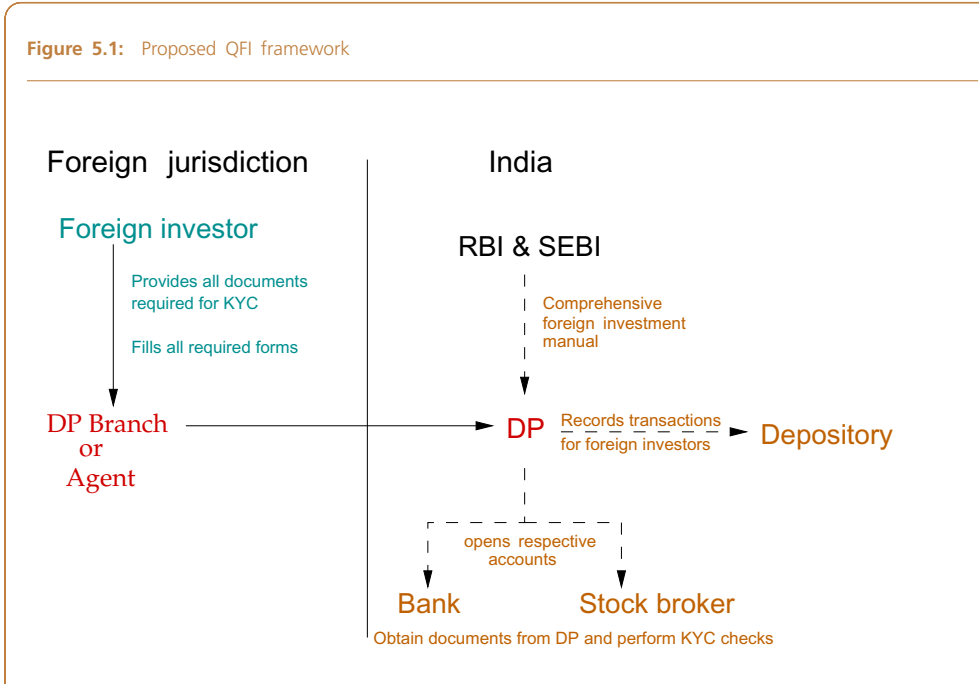 Figure 5.1: Proposed QFI framework
Foreign jurisdiction
India
Foreign investor
RBI & SEBI
Provides all documents
required for KYC
Fills all required forms
Comprehensive
foreign investment
manual
DP Branch
or
Agent
DP
Records transactions
for foreign investors
Depository
opens respective
accounts
Bank
Stock broker
Obtain documents from DP and perform KYC checks